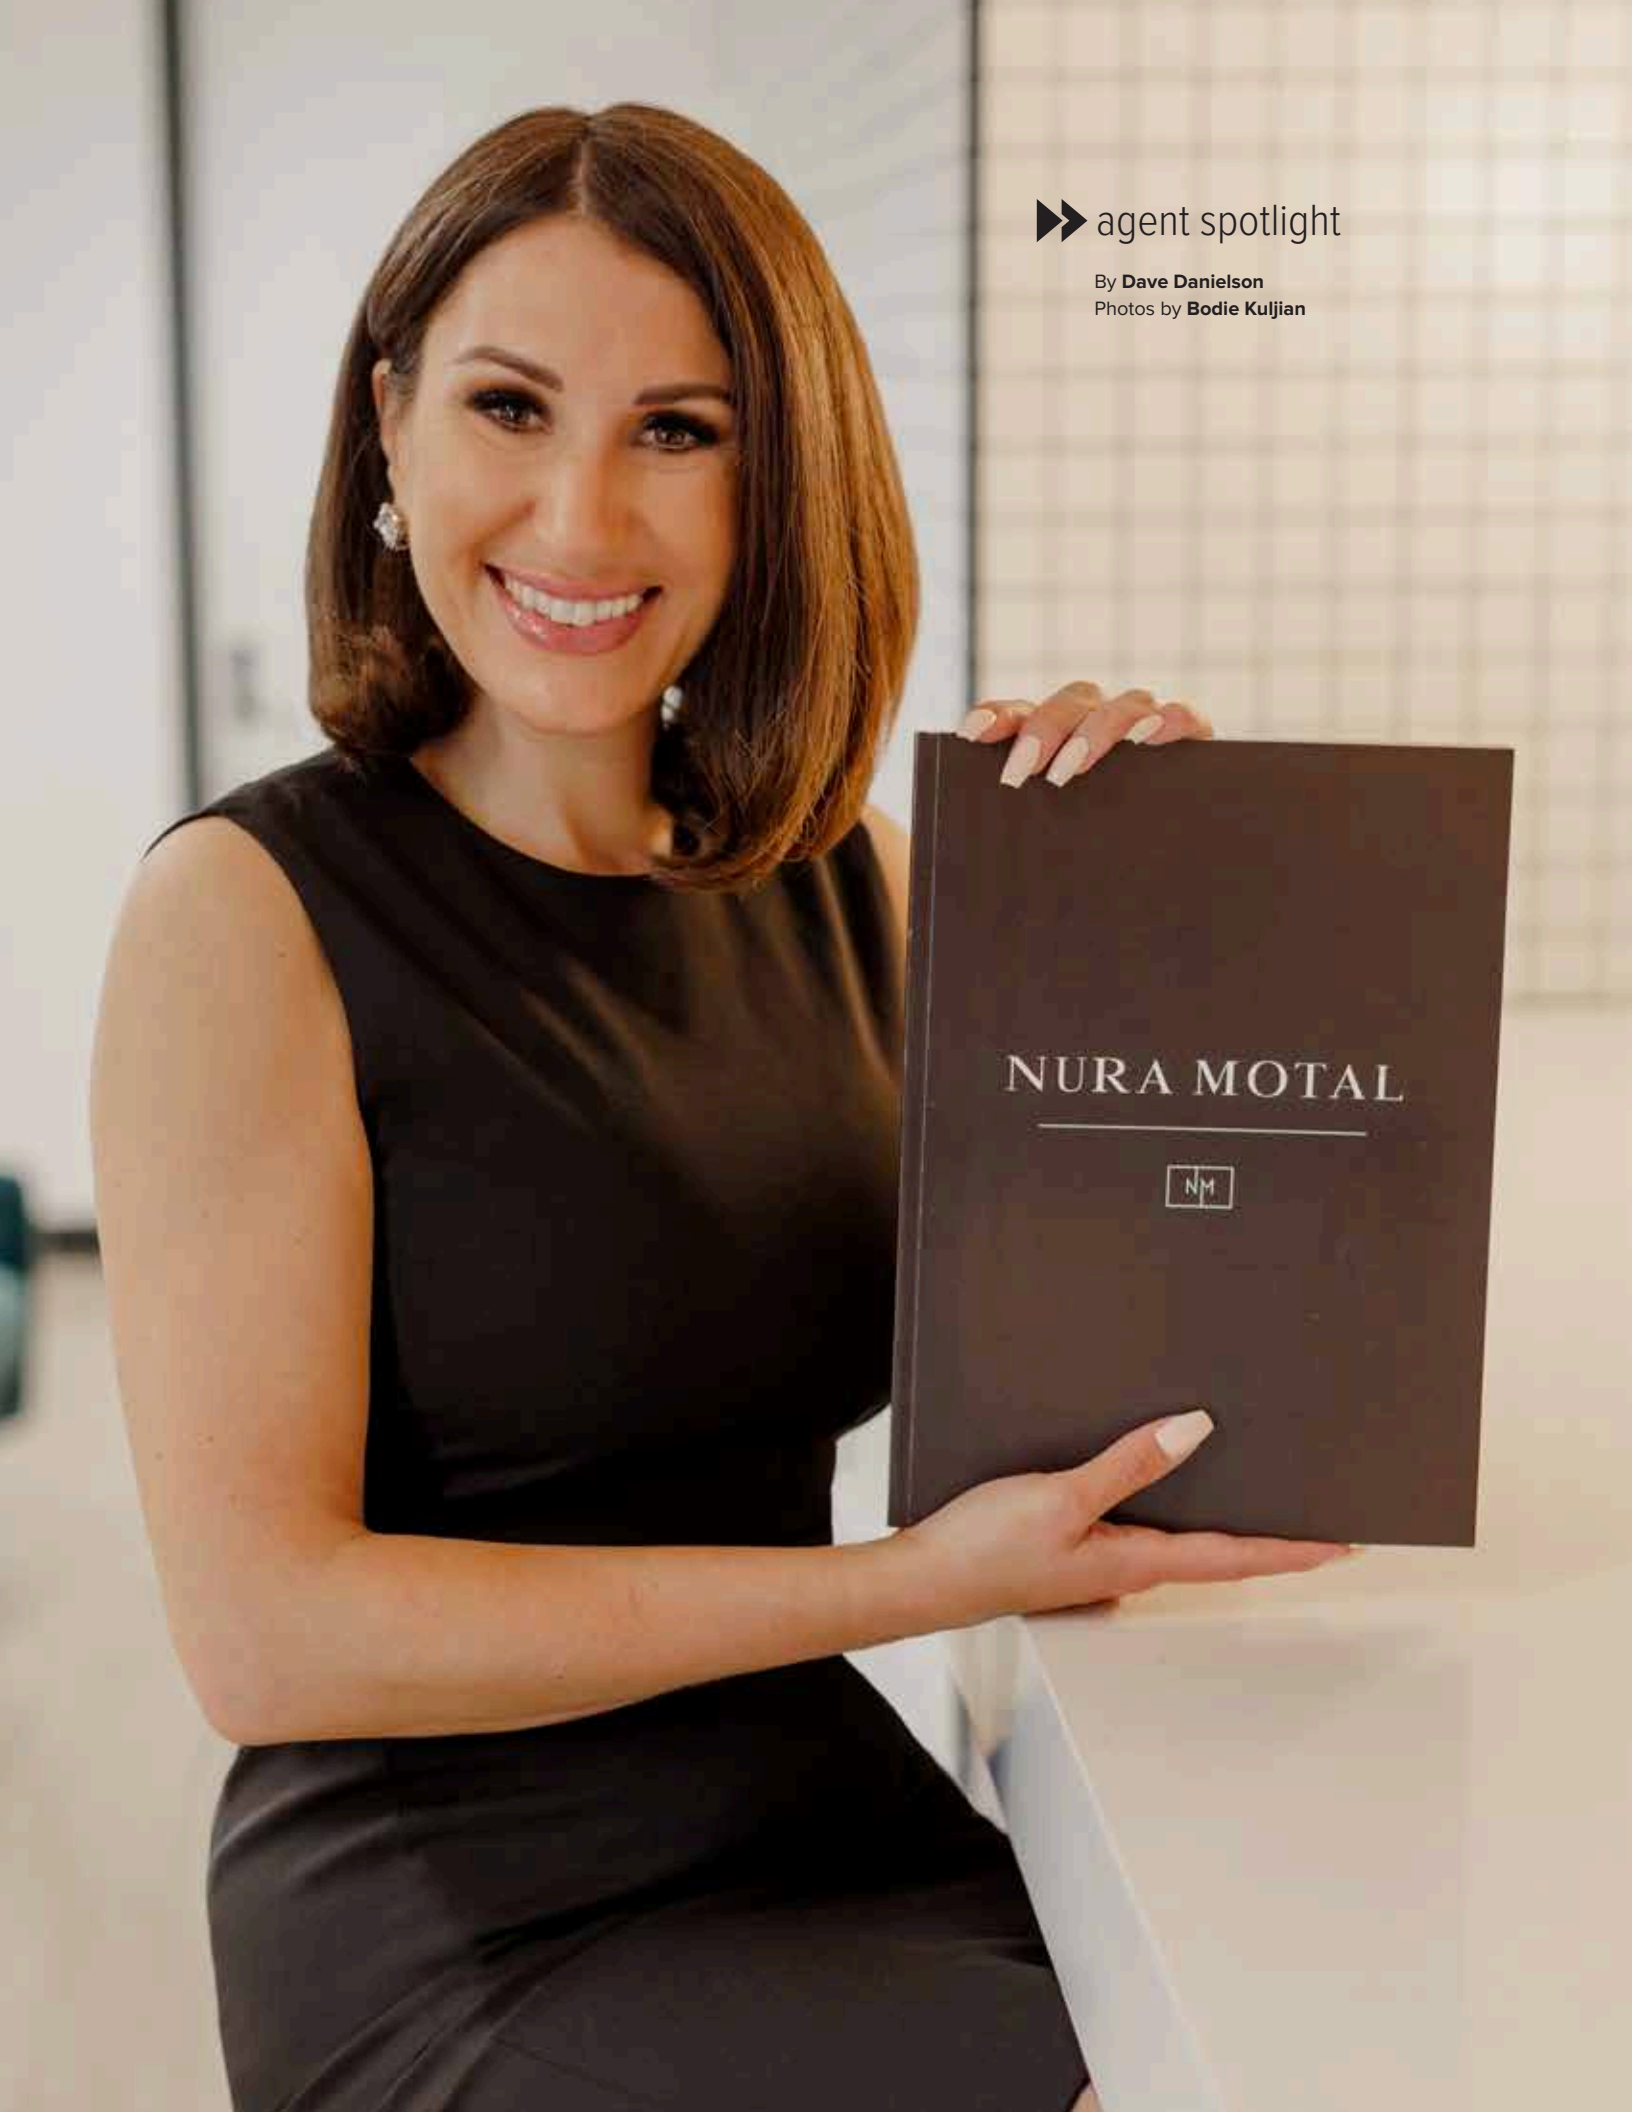 agent spotlight
By Dave Danielson
Photos by Bodie Kuljian
NURA MOTAL
NM